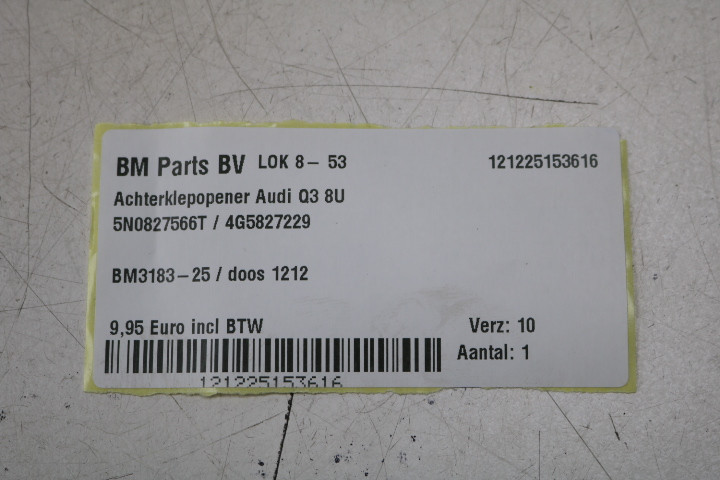 BM Parts BV LOK 8- 53 121225153616
Achterklepopener Audi Q3 8U
5N0827566T / 4G5827229
BM3183-25 / doos 1212
9,95 Euro incl BTW Verz: 10
Aantal: 1
121225153616